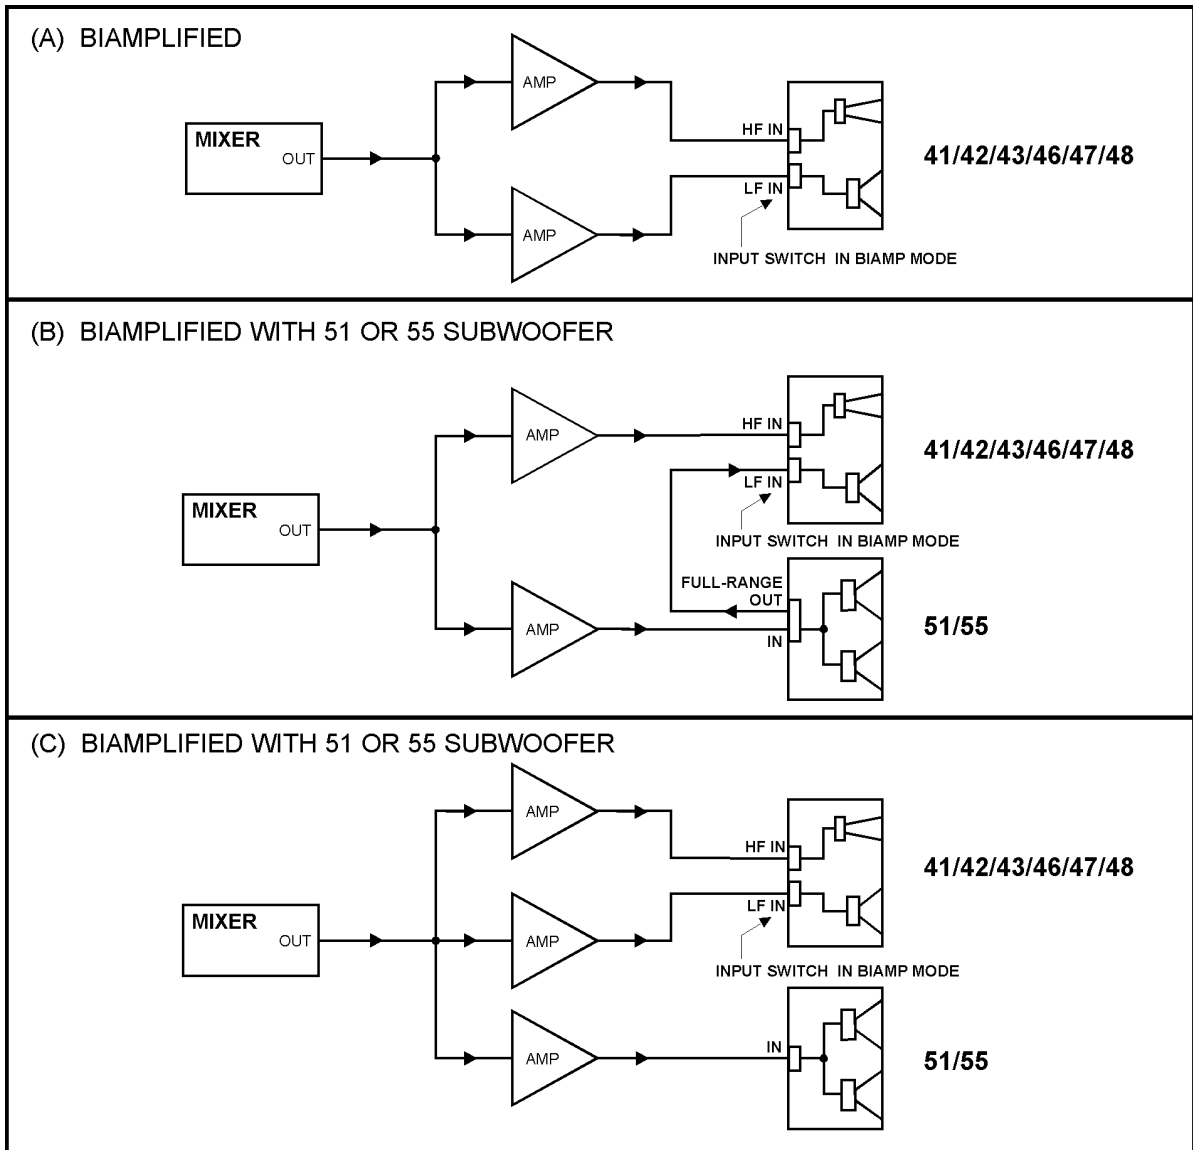 (A) BIAMPLIFIED
AMP
MIXER
OUT
HF IN
LF IN
41/42/43/46/47/48
AMP
INPUT SWITCH IN BIAMP MODE
(B) BIAMPLIFIED WITH 51 OR 55 SUBWOOFER
AMP
HF IN
LF IN
41/42/43/46/47/48
MIXER
OUT
INPUT SWITCH IN BIAMP MODE
FULL-RANGE
OUT
AMP
IN
51/55
(C) BIAMPLIFIED WITH 51 OR 55 SUBWOOFER
AMP
HF IN
LF IN
41/42/43/46/47/48
MIXER
OUT
AMP
INPUT SWITCH IN BIAMP MODE
AMP
IN
51/55